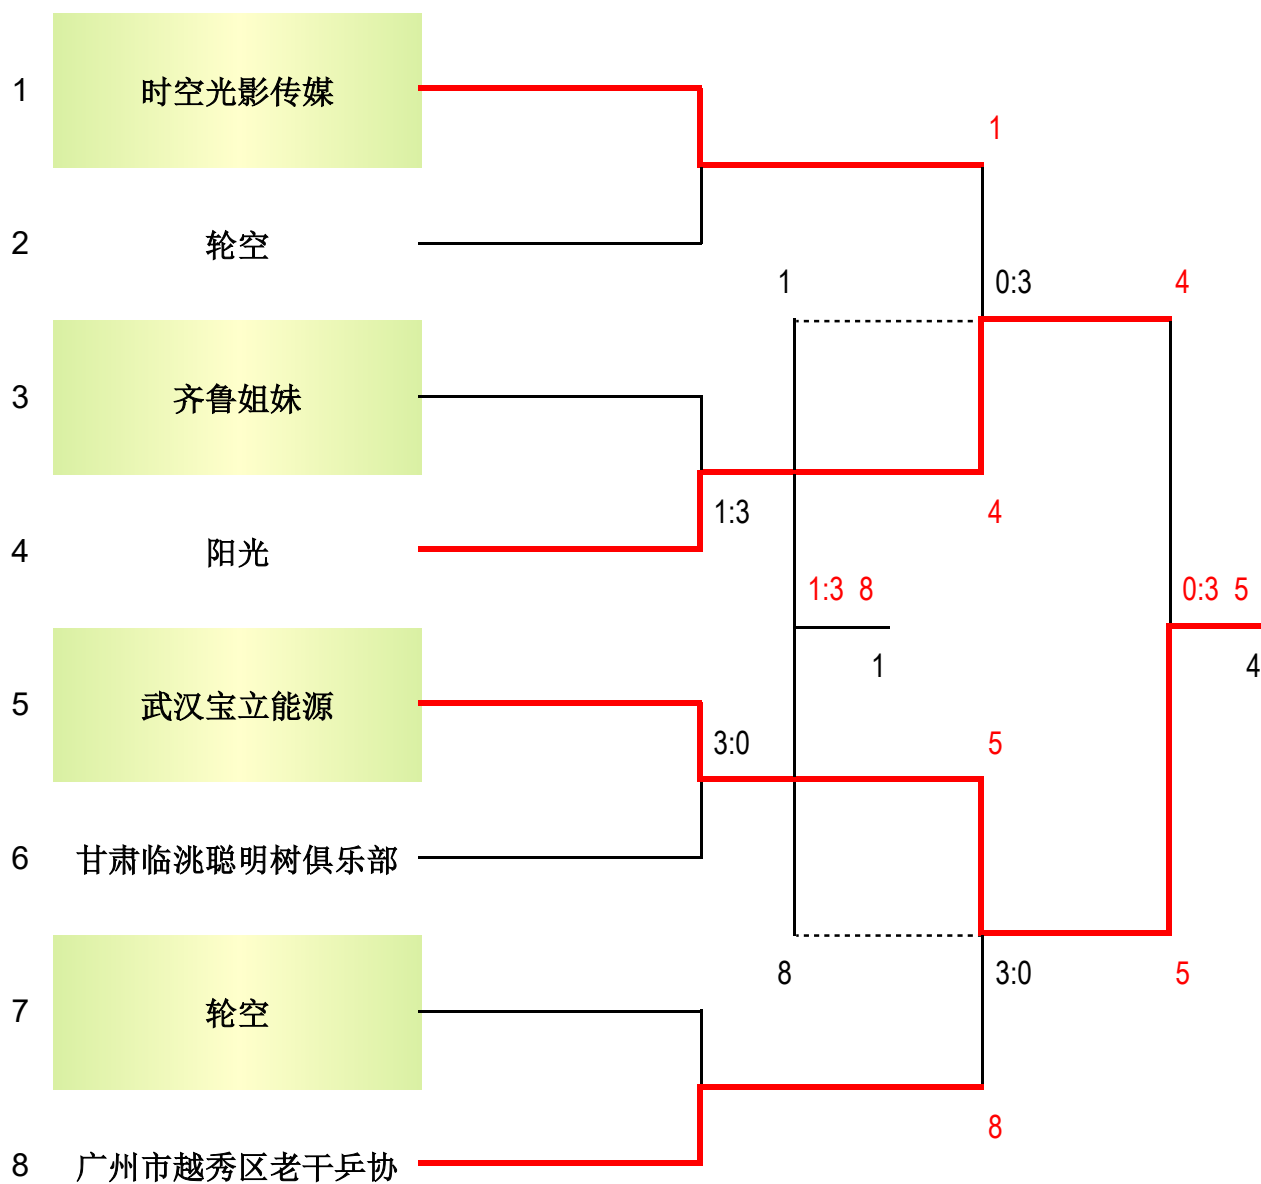 1 时空光影传媒
1
2 轮空
1 0:3 4
3 齐鲁姐妹
1:3 4
4 阳光
1:3 8 0:3 5
1 4
5 武汉宝立能源
3:0 5
6 甘肃临洮聪明树俱乐部
8 3:0 5
7 轮空
8
8 广州市越秀区老干乒协